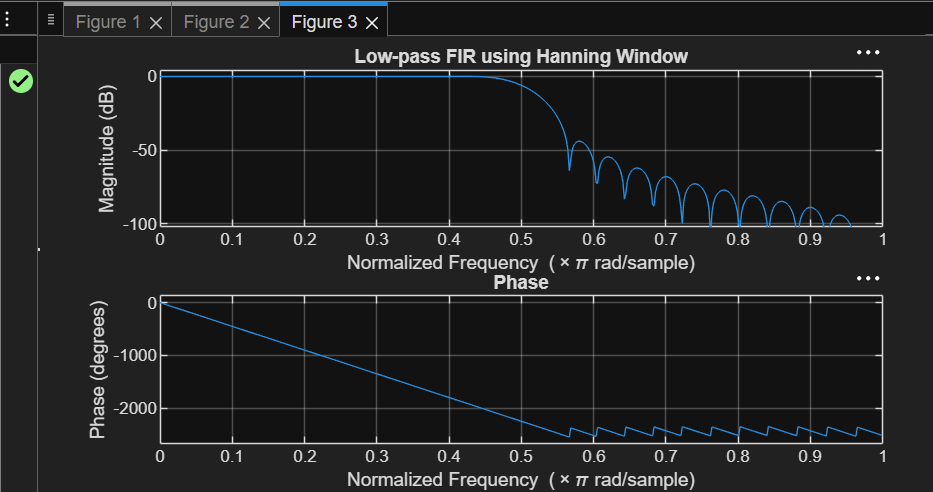 Figure 1 Figure 2 Figure 3
Low-pass FIR using Hanning Window
Magnitude (dB)
0
-50
-100
0 0.1 0.2 0.3 0.4 0.5 0.6 0.7 0.8 0.9 1
Normalized Frequency (× π rad/sample)
Phase
Phase (degrees)
0
-1000
-2000
0 0.1 0.2 0.3 0.4 0.5 0.6 0.7 0.8 0.9 1
Normalized Frequency (× π rad/sample)